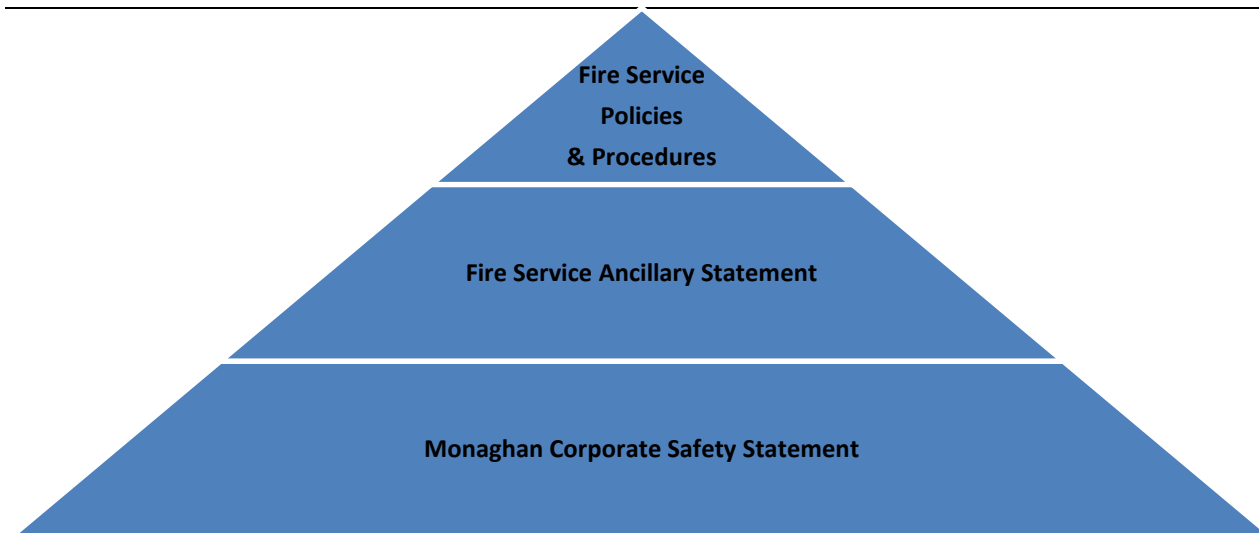 Fire Service
Policies
& Procedures
Fire Service Ancillary Statement
Monaghan Corporate Safety Statement